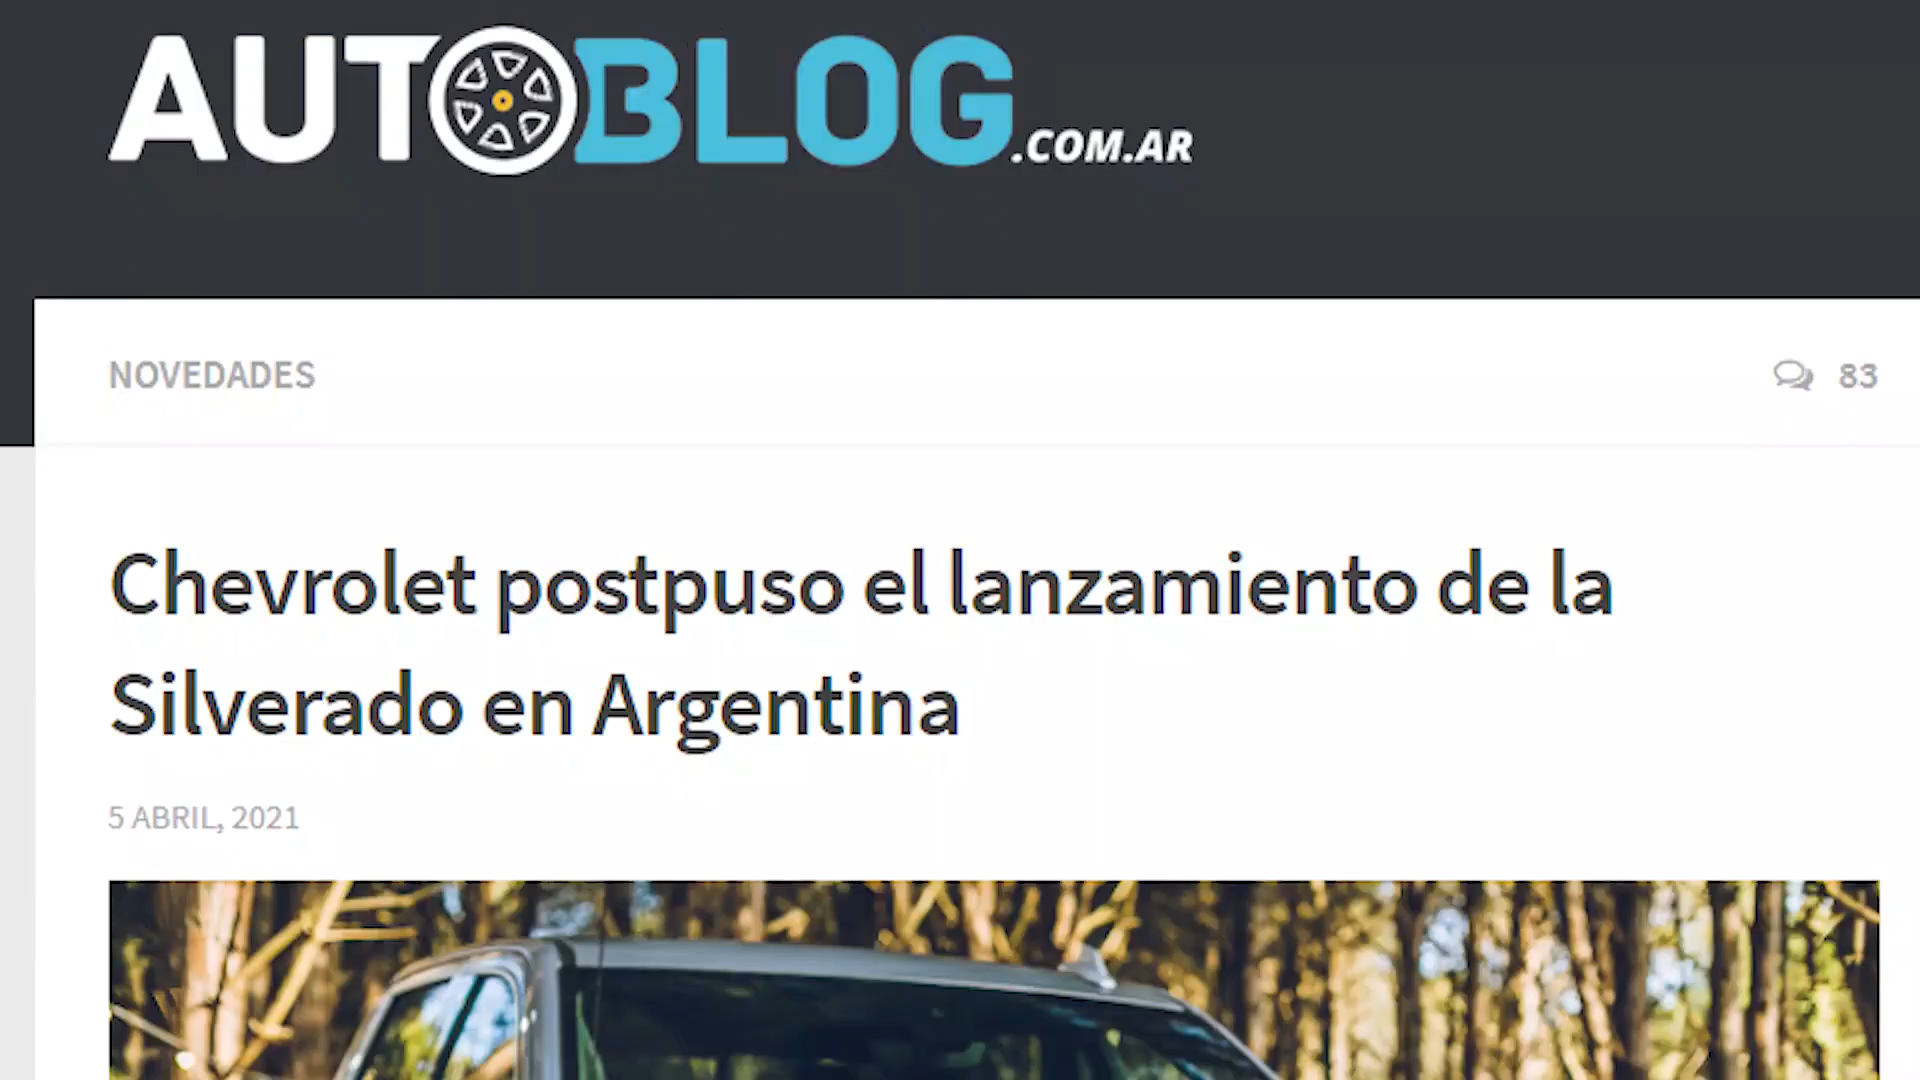 AUTOBLOG.COM.AR
NOVEDADES
83
Chevrolet postpuso el lanzamiento de la
Silverado en Argentina
5 ABRIL, 2021